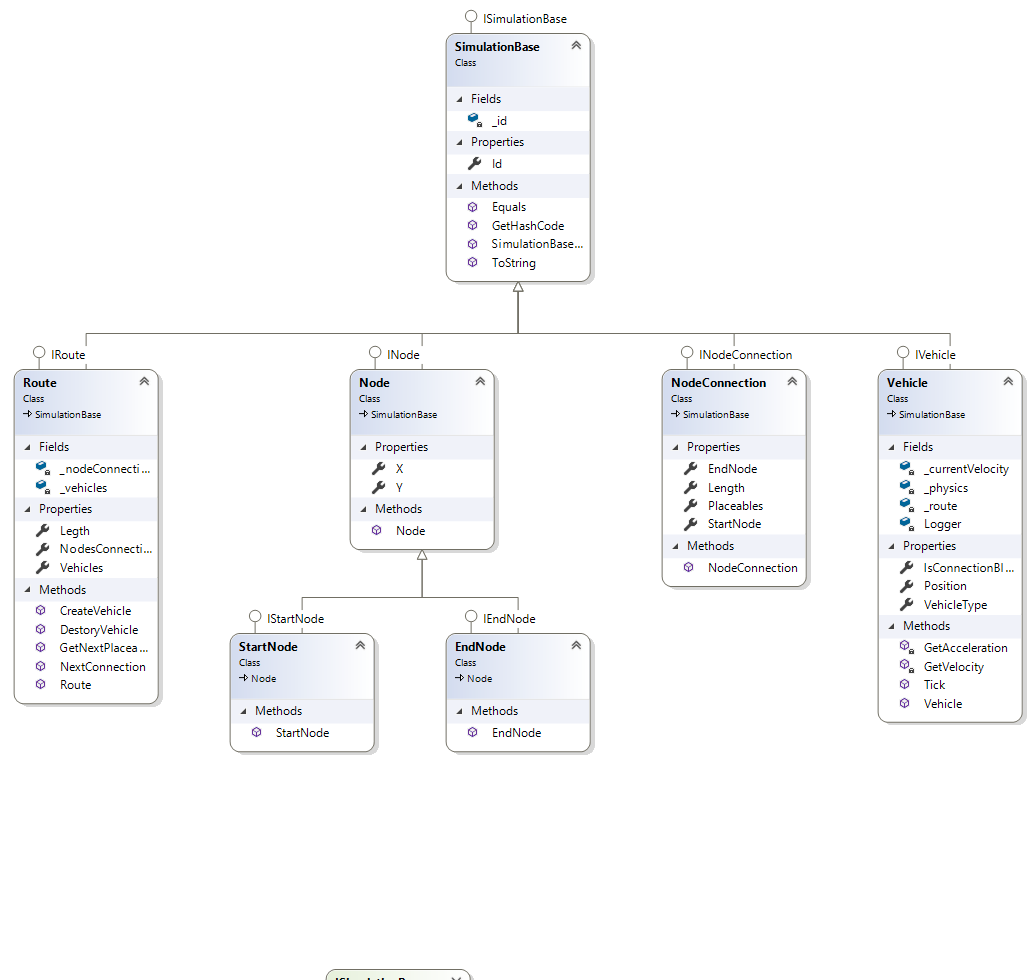 ISimulationBase
SimulationBase
Class
Fields
_id
Properties
Id
Methods
Equals
GetHashCode
SimulationBase...
ToString
IRoute
Route
Class
SimulationBase
Fields
_nodeConnecti...
_vehicles
Properties
Legth
NodesConnecti...
Vehicles
Methods
CreateVehicle
DestoryVehicle
GetNextPlacea...
NextConnection
Route
INode
Node
Class
SimulationBase
Properties
X
Y
Methods
Node
INodeConnection
NodeConnection
Class
SimulationBase
Properties
EndNode
Length
Placeables
StartNode
Methods
NodeConnection
IVehicle
Vehicle
Class
SimulationBase
Fields
_currentVelocity
_physics
_route
Logger
Properties
IsConnectionBl...
Position
VehicleType
Methods
GetAcceleration
GetVelocity
Tick
Vehicle
IStartNode
StartNode
Class
Node
Methods
StartNode
IEndNode
EndNode
Class
Node
Methods
EndNode